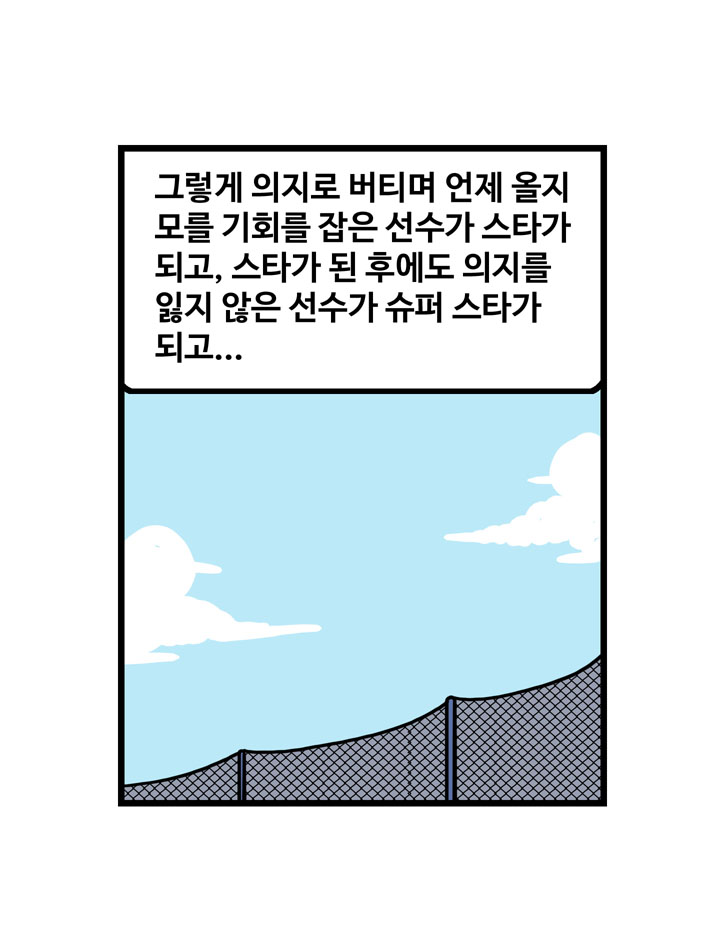 그렇게 의지로 버티며 언제 올지
모를 기회를 잡은 선수가 스타가
되고, 스타가 된 후에도 의지를
잃지 않은 선수가 슈퍼 스타가
되고...